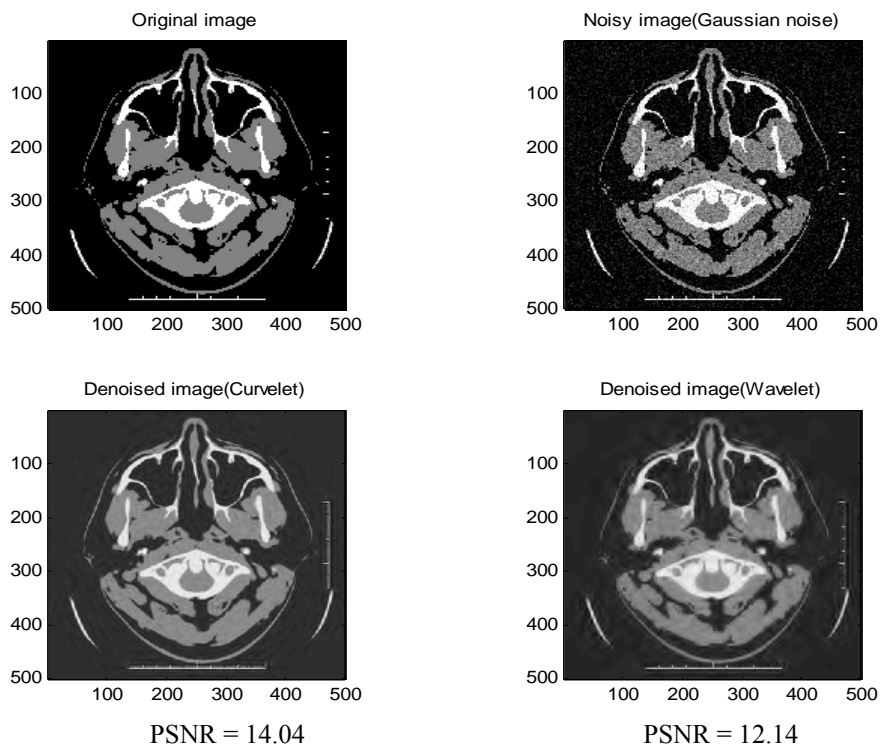 Original image
Noisy image(Gaussian noise)
100
200
300
400
500
100 200 300 400 500
100
200
300
400
500
100 200 300 400 500
Denoised image(Curvelet)
Denoised image(Wavelet)
100
200
300
400
500
100 200 300 400 500
100
200
300
400
500
100 200 300 400 500
PSNR = 14.04
PSNR = 12.14